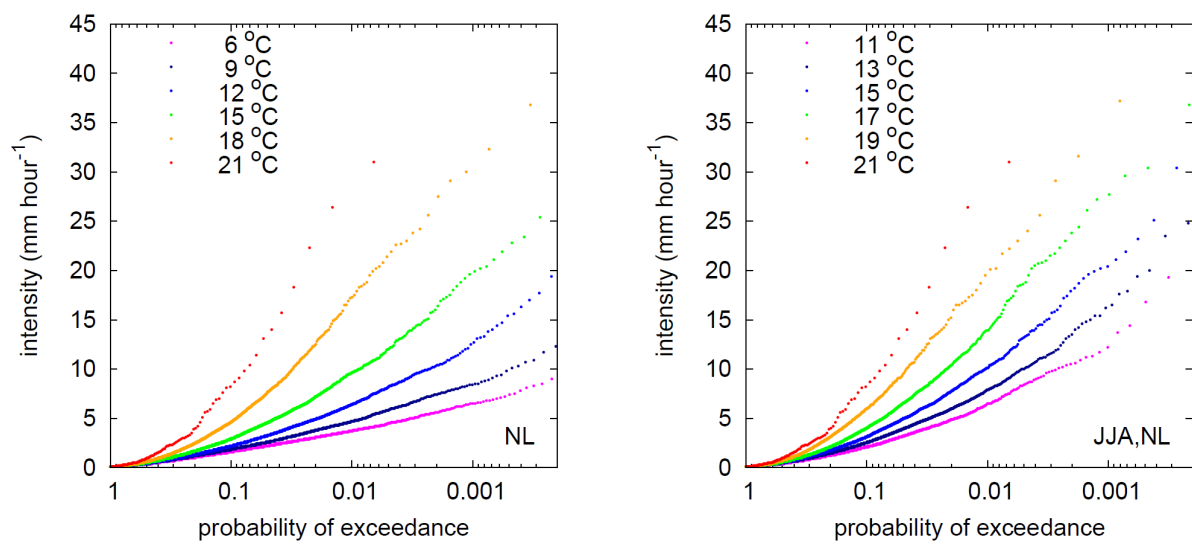 45
40
35
30
25
20
15
10
5
0
intensity (mm hour-1)
6 °C
9 °C
12 °C
15 °C
18 °C
21 °C
NL
1 0.1 0.01 0.001
probability of exceedance
45
40
35
30
25
20
15
10
5
0
intensity (mm hour-1)
11 °C
13 °C
15 °C
17 °C
19 °C
21 °C
JJA,NL
1 0.1 0.01 0.001
probability of exceedance